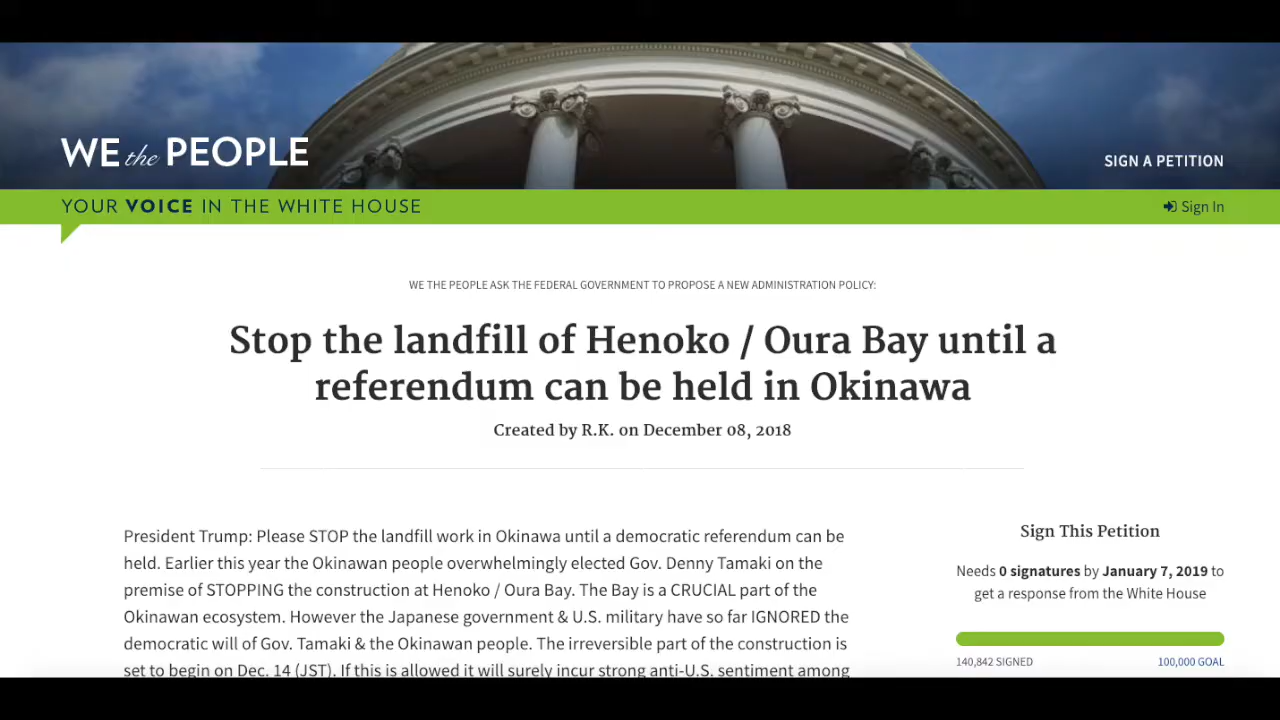 WE the PEOPLE
SIGN A PETITION
YOUR VOICE IN THE WHITE HOUSE
Sign In
WE THE PEOPLE ASK THE FEDERAL GOVERNMENT TO PROPOSE A NEW ADMINISTRATION POLICY:
Stop the landfill of Henoko / Oura Bay until a
referendum can be held in Okinawa
Created by R.K. on December 08, 2018
President Trump: Please STOP the landfill work in Okinawa until a democratic referendum can be
held. Earlier this year the Okinawan people overwhelmingly elected Gov. Denny Tamaki on the
premise of STOPPING the construction at Henoko / Oura Bay. The Bay is a CRUCIAL part of the
Okinawan ecosystem. However the Japanese government & U.S. military have so far IGNORED the
democratic will of Gov. Tamaki & the Okinawan people. The irreversible part of the construction is
set to begin on Dec. 14 (JST). If this is allowed it will surely incur strong anti-U.S. sentiment among
Sign This Petition
Needs 0 signatures by January 7, 2019 to
get a response from the White House
140,842 SIGNED
100,000 GOAL